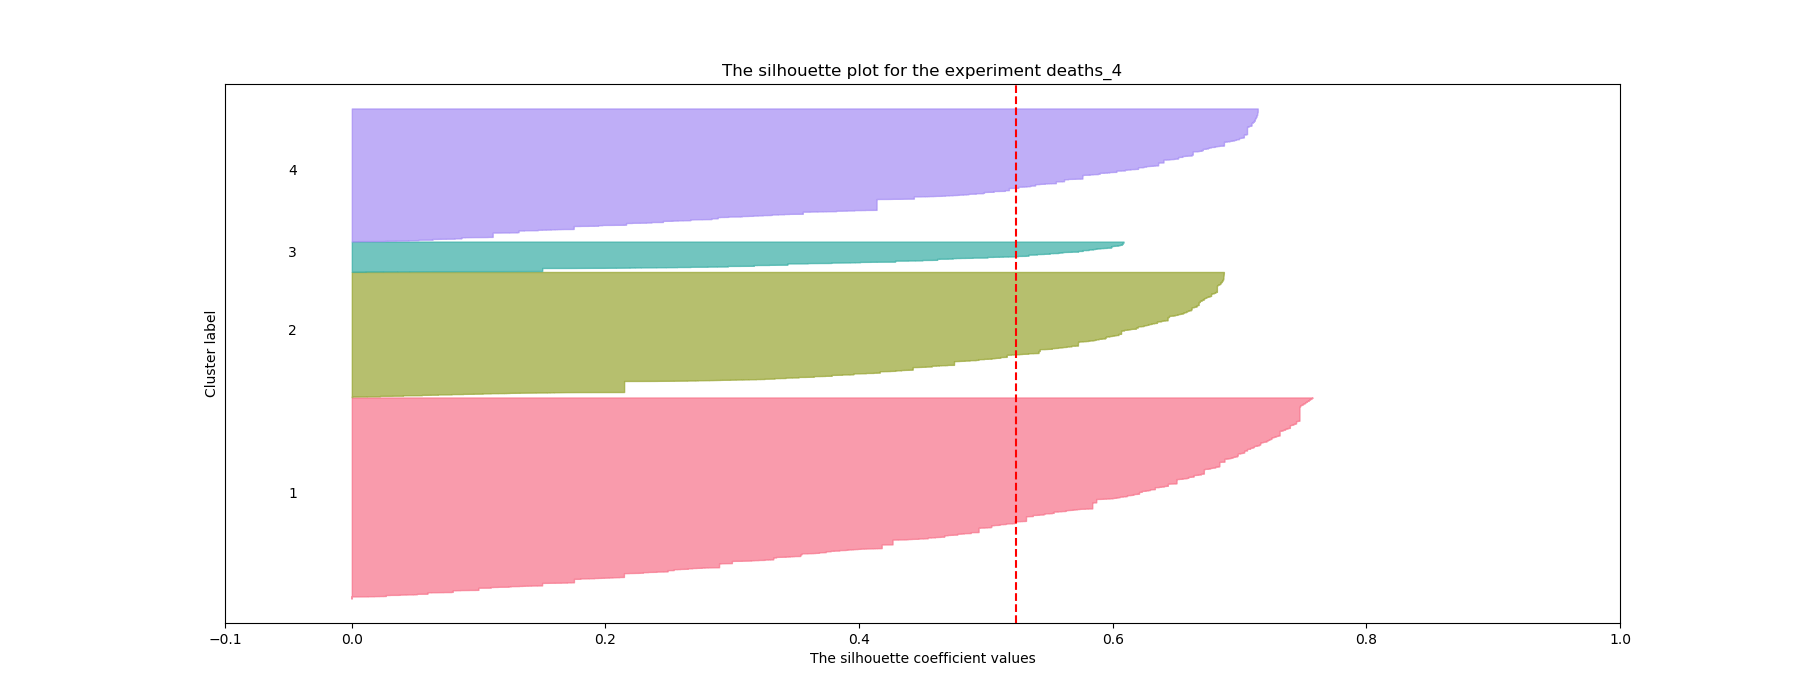 The silhouette plot for the experiment deaths_4
4
3
2
1
Cluster label
−0.1 0.0 0.2 0.4 0.6 0.8 1.0
The silhouette coefficient values